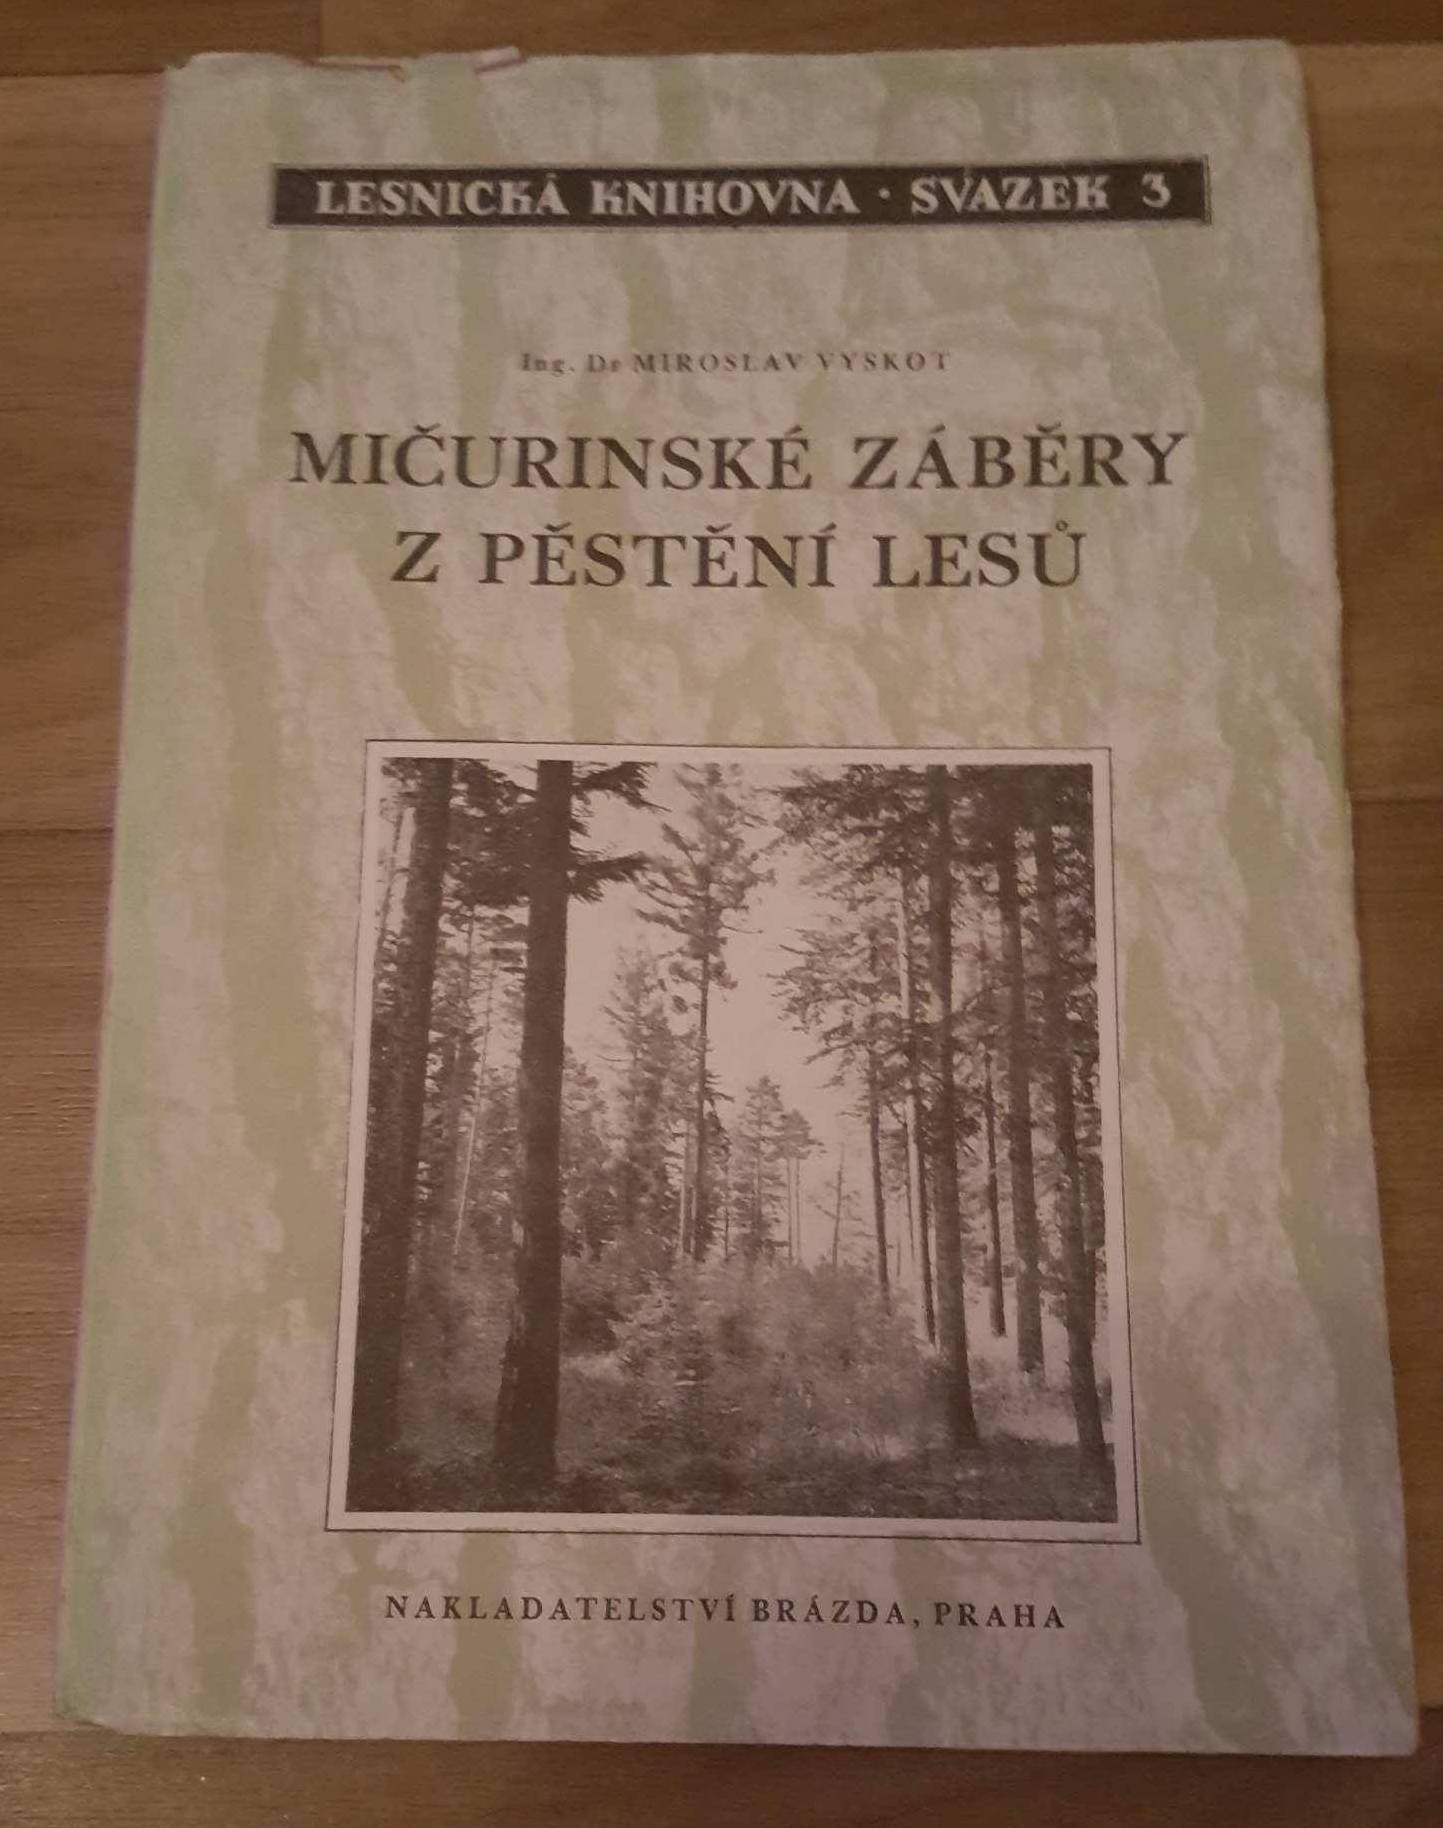 LESNICKÁ KNIHOVNA · SVAZEK 3
Ing. Dr MIROSLAV VYSKOT
MIČURINSKÉ ZÁBĚRY
Z PĚSTĚNÍ LESŮ
NAKLADATELSTVÍ BRÁZDA, PRAHA